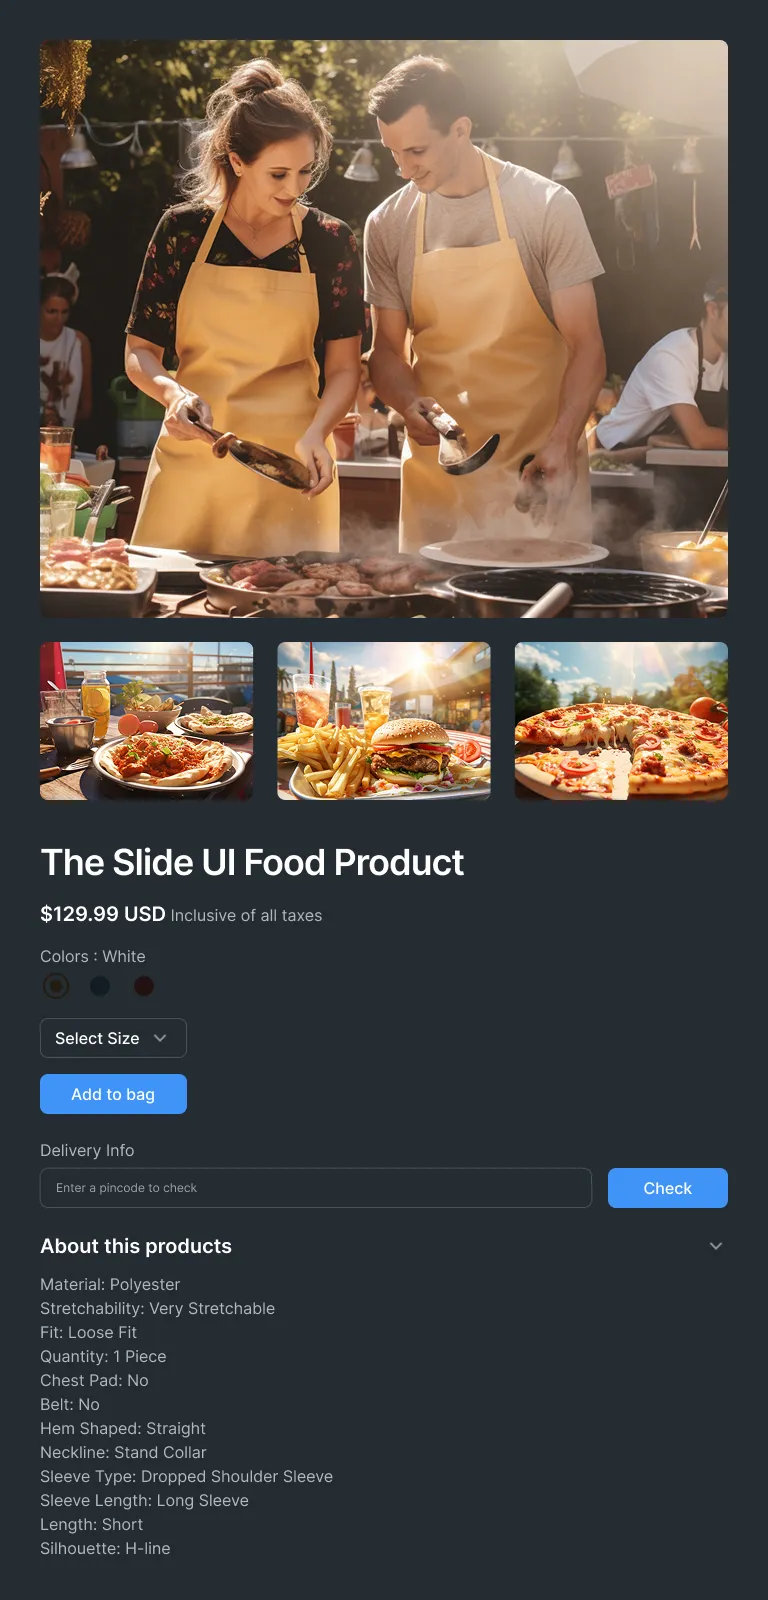 The Slide UI Food Product
$129.99 USD Inclusive of all taxes
Colors : White
Select Size
Add to bag
Delivery Info
Enter a pincode to check
Check
About this products
Material: Polyester
Stretchability: Very Stretchable
Fit: Loose Fit
Quantity: 1 Piece
Chest Pad: No
Belt: No
Hem Shaped: Straight
Neckline: Stand Collar
Sleeve Type: Dropped Shoulder Sleeve
Sleeve Length: Long Sleeve
Length: Short
Silhouette: H-line